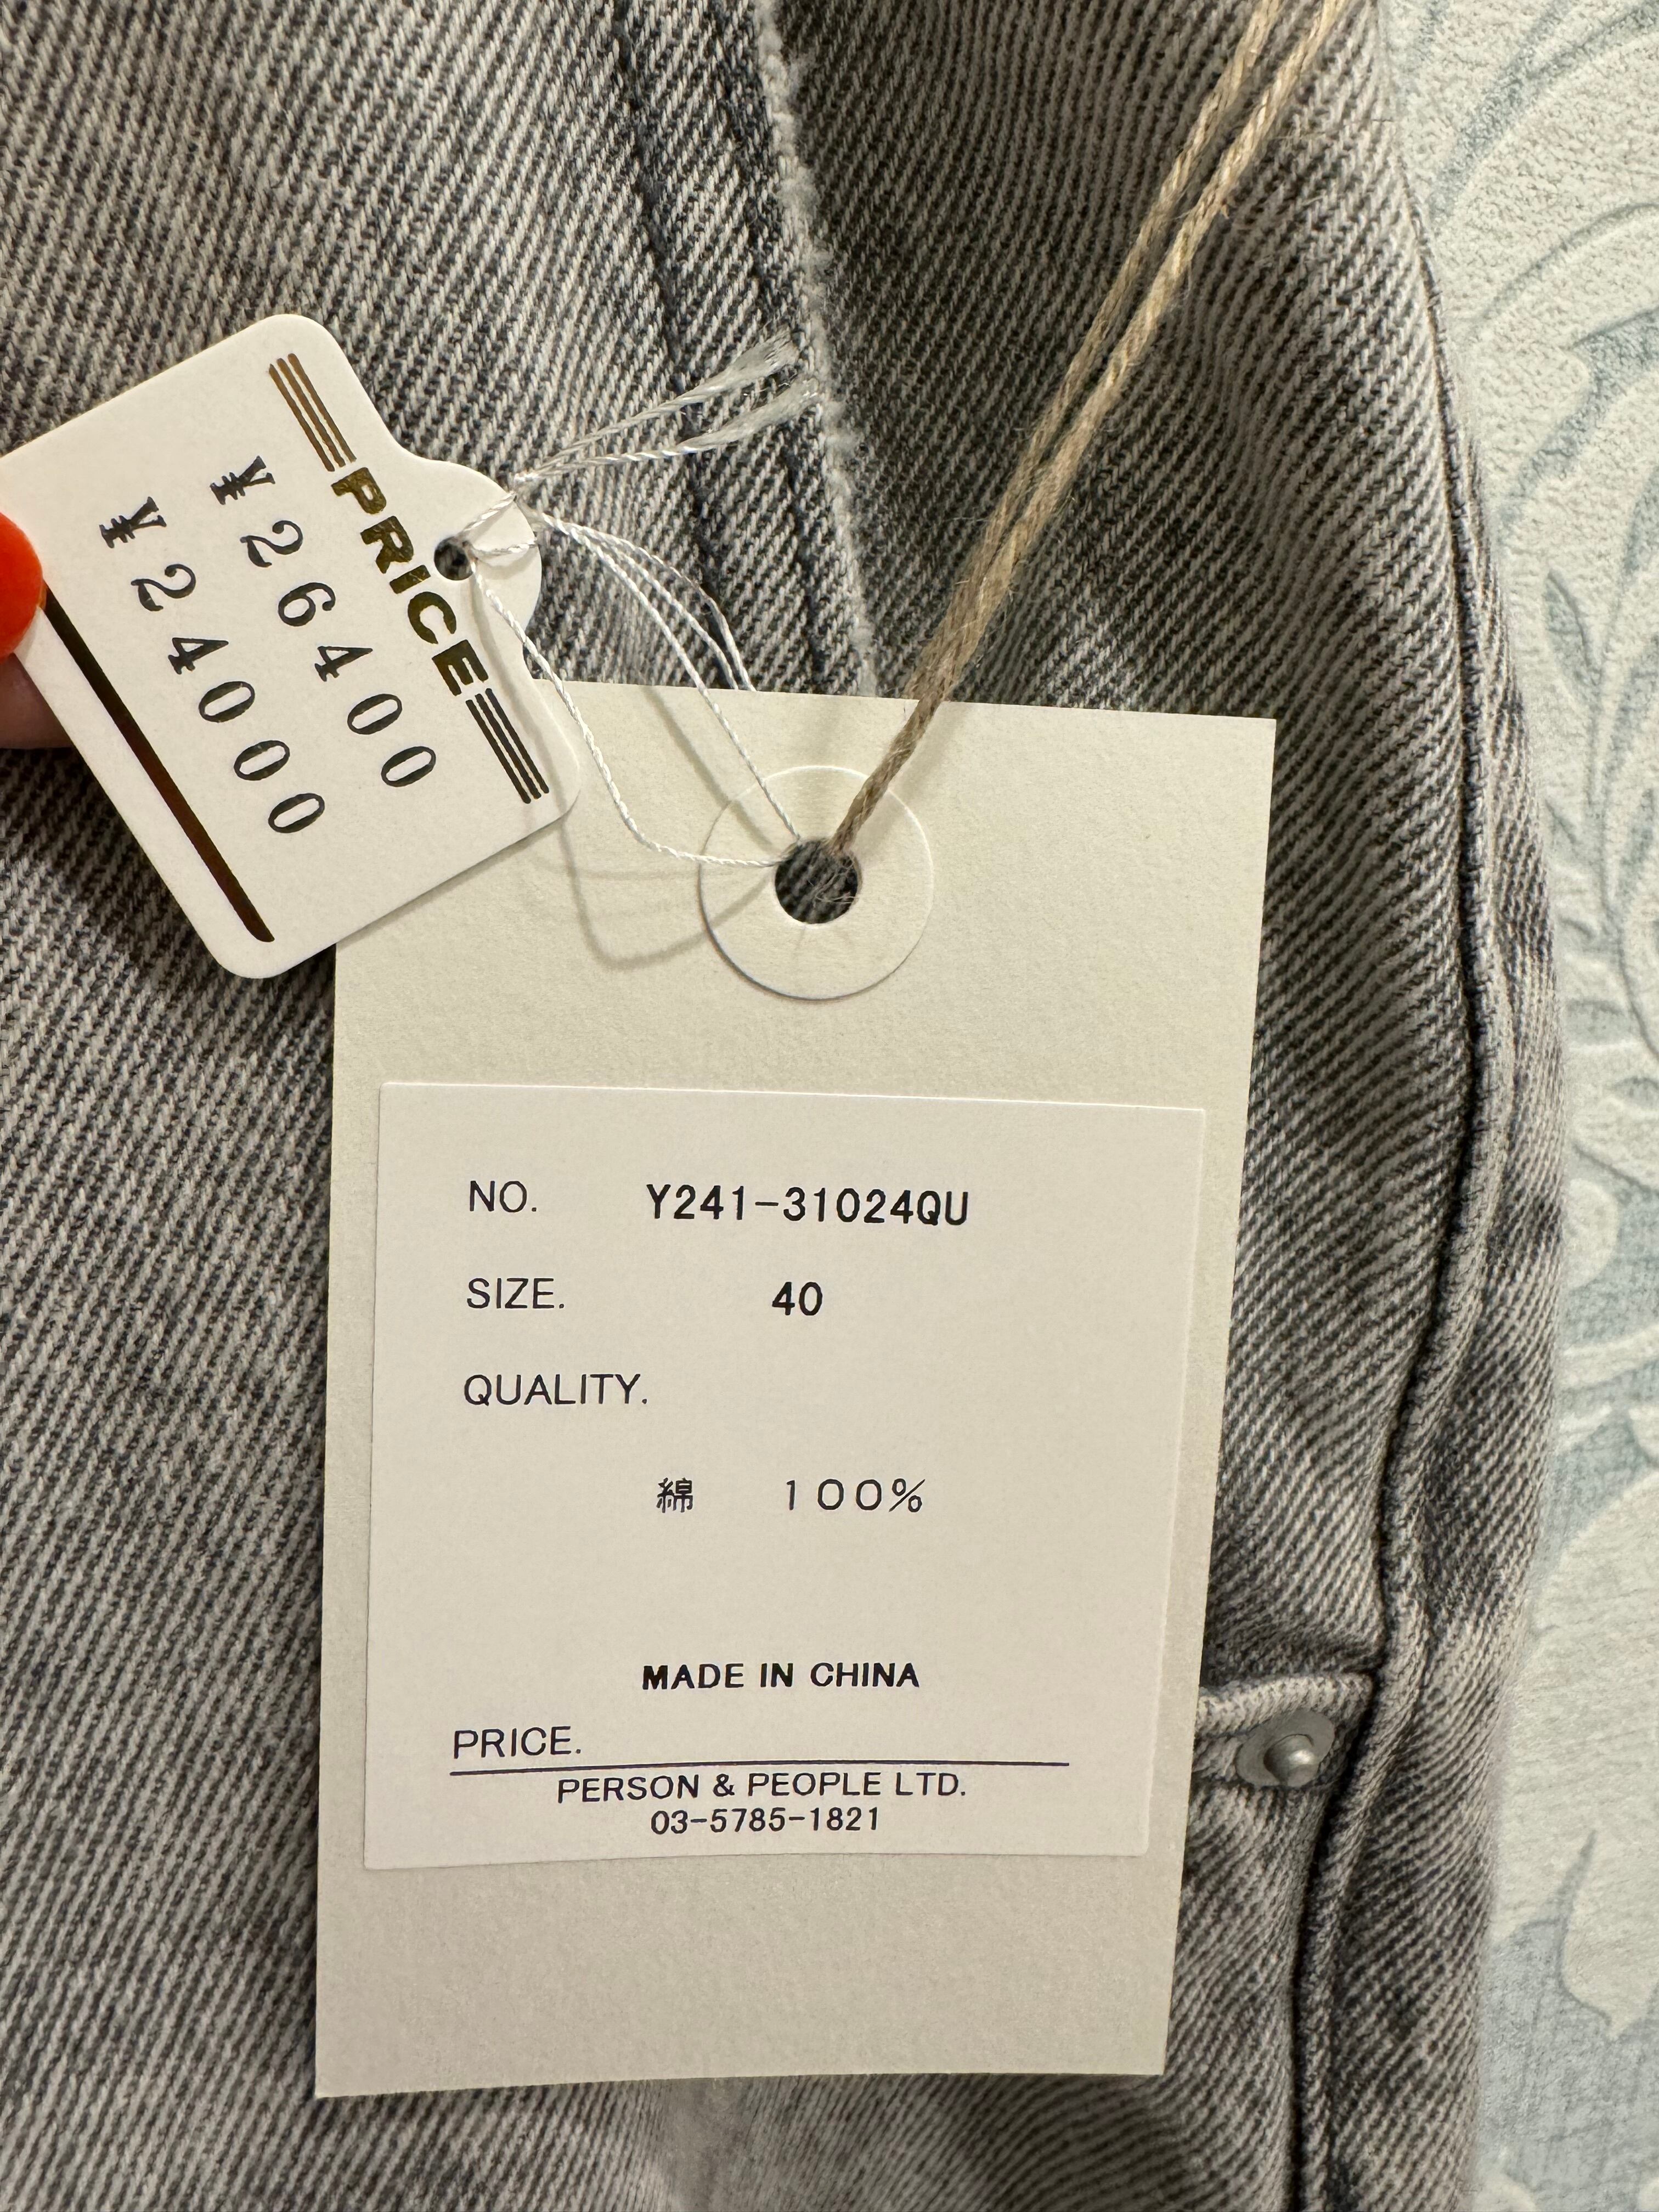 PRICE
¥26400
¥24000
NO. Y241-31024QU
SIZE. 40
QUALITY.
綿 100%
MADE IN CHINA
PRICE.
PERSON & PEOPLE LTD.
03-5785-1821